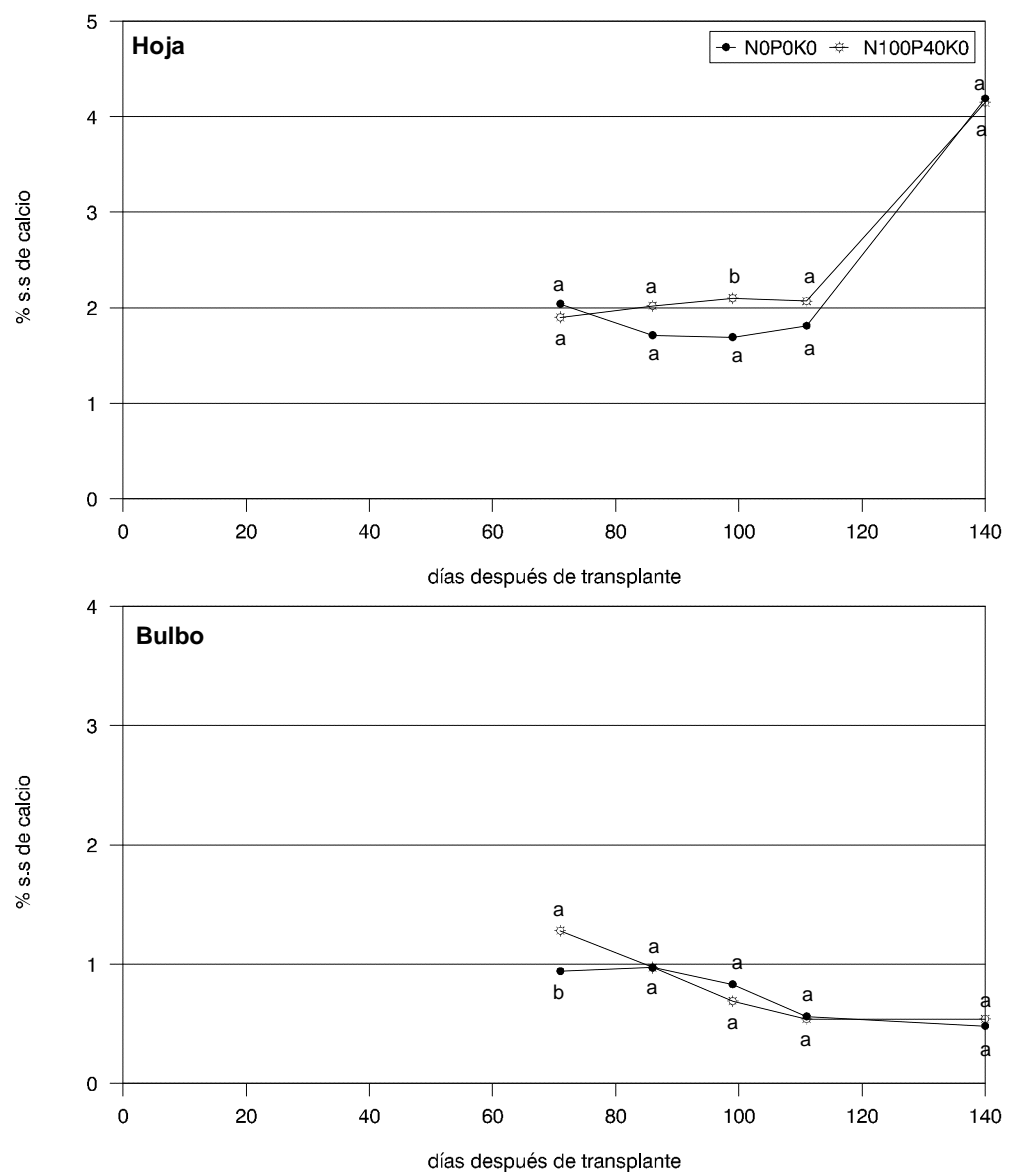 5
Hoja
N0P0K0 N100P40K0
a
4
a
3
% s.s de calcio
a a b a
2
a a a a
1
0
0 20 40 60 80 100 120 140
días después de transplante
4
Bulbo
3
% s.s de calcio
2
a
a a
1
b a a a
a a a
0
0 20 40 60 80 100 120 140
días después de transplante